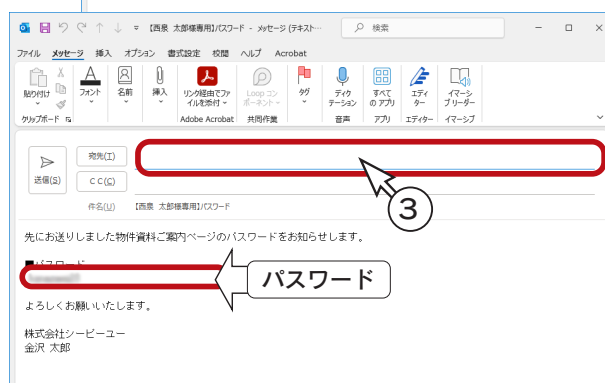 【西泉 太郎様専用】パスワード - メッセージ (テキスト…
検索
ファイル メッセージ 挿入 オプション 書式設定 校閲 ヘルプ Acrobat
貼り付け フォント 名前 挿入 リンク経由でファイルを添付 Loop コンポーネント タグ ディクテーション すべてのアプリ エディター イマーシブ リーダー
クリップボード Adobe Acrobat 共同作業 音声 アプリ エディター イマーシブ
送信(S)
宛先(T)
CC(C)
件名(U) 【西泉 太郎様専用】パスワード
③
先にお送りしました物件資料ご案内ページのパスワードをお知らせします。
■パスワード
パスワード
よろしくお願いいたします。
株式会社シービーユー
金沢 太郎